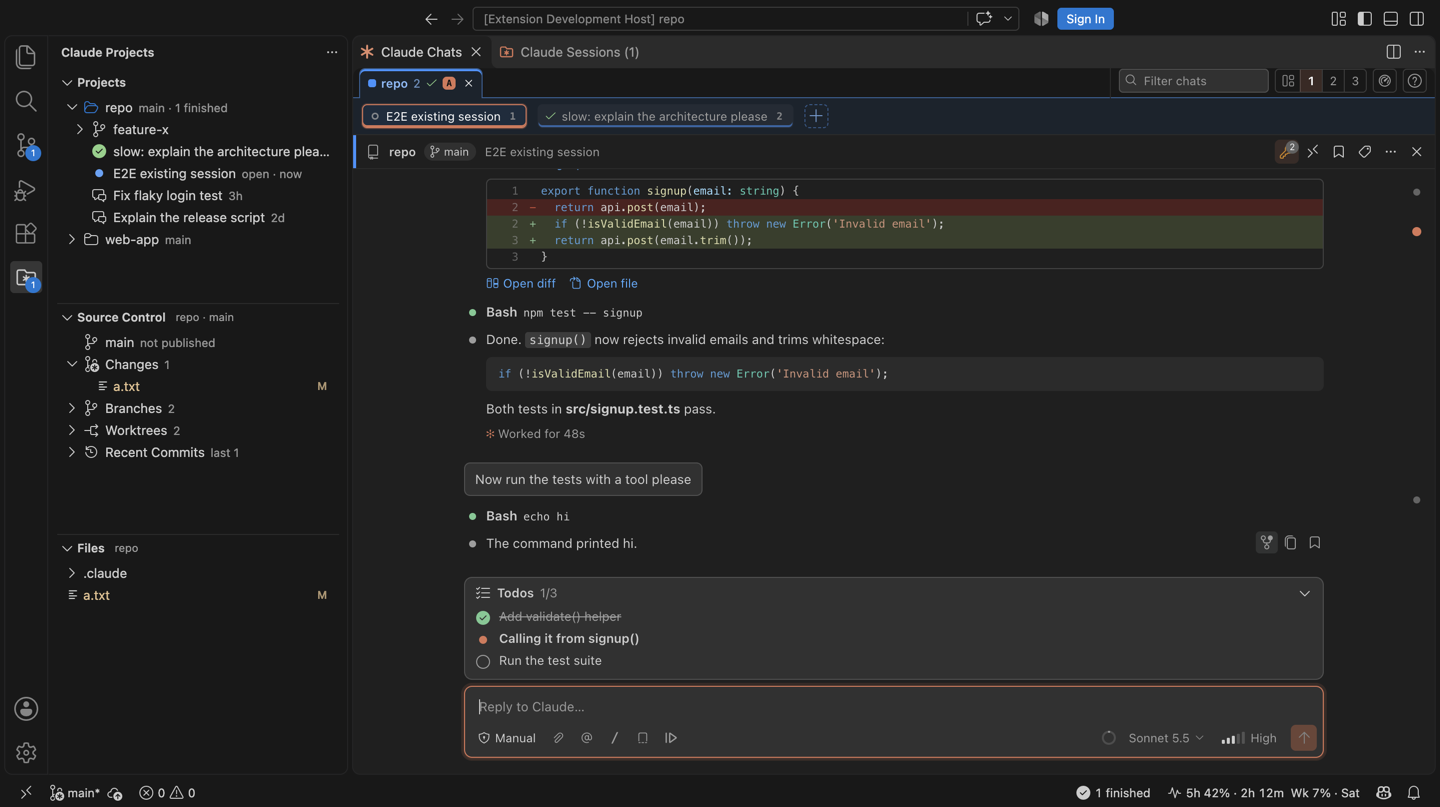 [Extension Development Host] repo
Sign In
Claude Projects
Projects
repo main · 1 finished
feature-x
slow: explain the architecture plea...
E2E existing session open · now
Fix flaky login test 3h
Explain the release script 2d
web-app main
1
1
Source Control repo · main
main not published
Changes 1
a.txt M
Branches 2
Worktrees 2
Recent Commits last 1
Files repo
.claude
a.txt M
Claude Chats
Claude Sessions (1)
repo 2 A
Filter chats
1 2 3
E2E existing session 1
slow: explain the architecture please 2
repo main E2E existing session
2
1 export function signup(email: string) {
2 - return api.post(email);
2 + if (!isValidEmail(email)) throw new Error('Invalid email');
3 + return api.post(email.trim());
3 }
Open diff Open file
Bash npm test -- signup
Done. signup() now rejects invalid emails and trims whitespace:
if (!isValidEmail(email)) throw new Error('Invalid email');
Both tests in src/signup.test.ts pass.
Worked for 48s
Now run the tests with a tool please
Bash echo hi
The command printed hi.
Todos 1/3
Add validate() helper
Calling it from signup()
Run the test suite
Reply to Claude...
Manual @ / Sonnet 5.5 High
main* 0 0 1 finished 5h 42% · 2h 12m Wk 7% · Sat